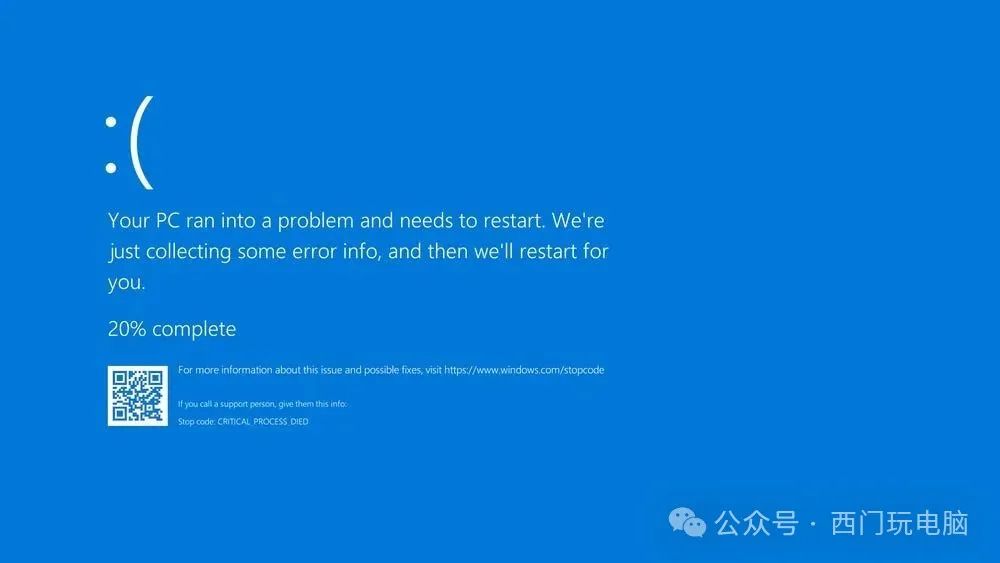 :(
Your PC ran into a problem and needs to restart. We're
just collecting some error info, and then we'll restart for
you.
20% complete
For more information about this issue and possible fixes, visit https://www.windows.com/stopcode
If you call a support person, give them this info:
Stop code: CRITICAL_PROCESS_DIED
公众号 · 西门玩电脑